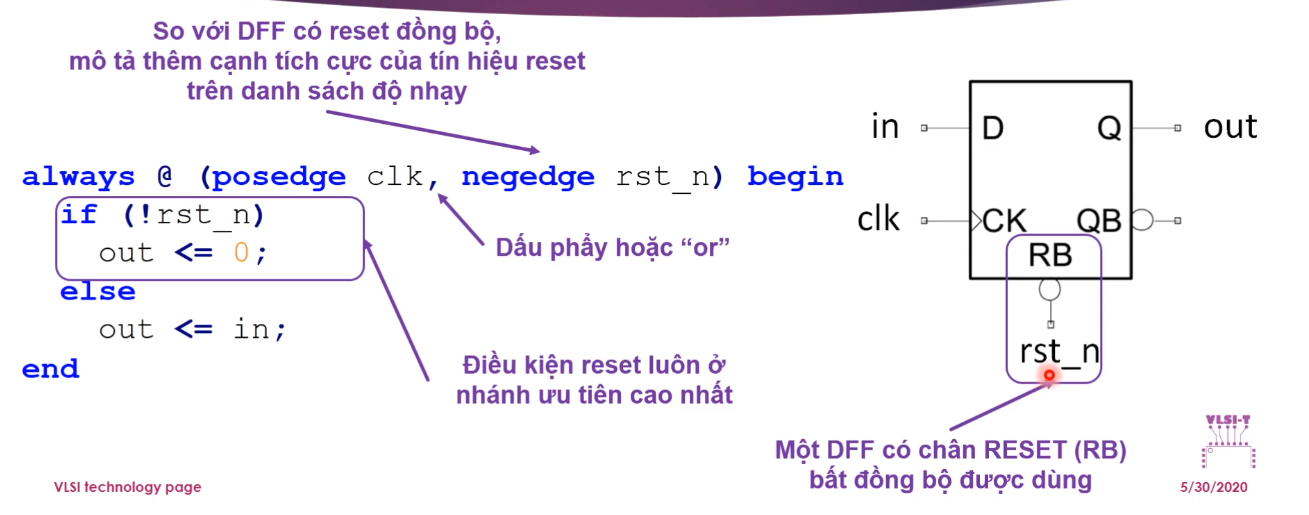 So với DFF có reset đồng bộ,
mô tả thêm cạnh tích cực của tín hiệu reset
trên danh sách độ nhạy
always @ (posedge clk, negedge rst_n) begin
if (!rst_n)
out <= 0;
else
out <= in;
end
Dấu phẩy hoặc “or”
Điều kiện reset luôn ở
nhánh ưu tiên cao nhất
in
D
Q
out
clk
CK
QB
RB
rst_n
Một DFF có chân RESET (RB)
bất đồng bộ được dùng
VLSI-T
VLSI technology page
5/30/2020